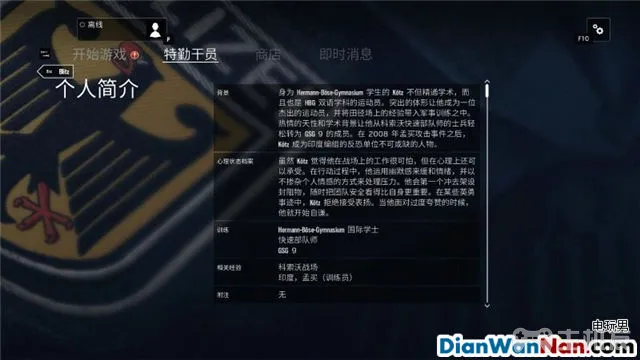 离线
F
F10
开始游戏
特勤干员
商店
即时消息
Esc
Blitz
个人简介
背景
身为 Hermann-Böse-Gymnasium 学生的 Kötz 不但精通学术，而
且也是 HBG 双语学科的运动员。突出的体形让他成为一位
杰出的运动员，并将田径场上的经验带入军事训练之中。
热情的天性和学术背景让他从科索沃快速部队师的士兵轻
松转为 GSG 9 的成员。在 2008 年孟买攻击事件之后，
Kötz 成为印度编组的反恐单位不可或缺的人物。
心理状态档案
虽然 Kötz 觉得他在战场上的工作很可怕，但在心理上还可
以承受。在行动过程中，他运用幽默感来缓和情绪，并以
不掺杂个人情感的方式来处理压力。他会第一个冲去架设
封阻物，随时把团队安全看得比自身更重要。在某些英勇
事迹中，Kötz 拒绝接受表扬。当他面对过度夸赞的时候，
他就开始自谦。
训练
Hermann-Böse-Gymnasium 国际学士
快速部队师
GSG 9
相关经验
科索沃战场
印度，孟买（训练员）
附注
无
电玩男
DianWanNan.com